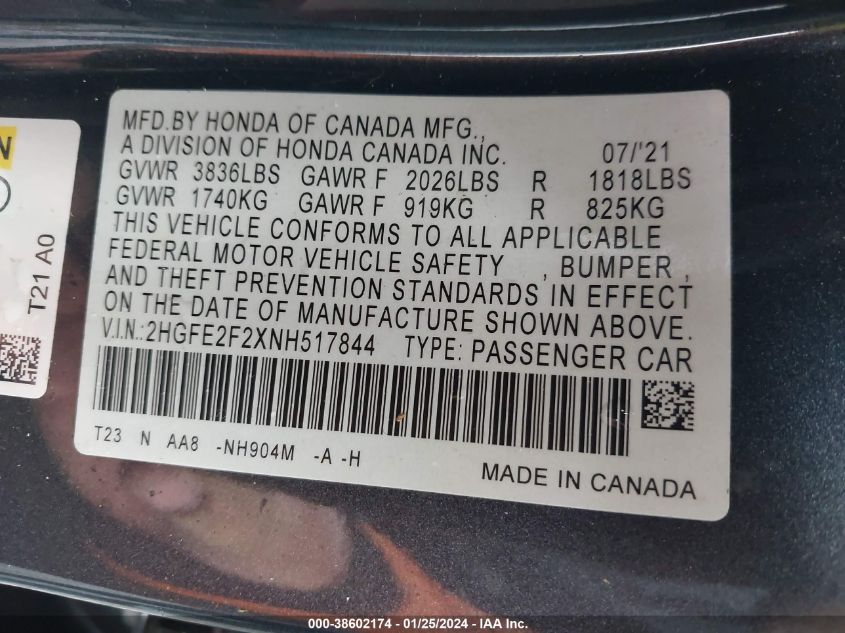 MFD.BY HONDA OF CANADA MFG.,
A DIVISION OF HONDA CANADA INC. 07/'21
GVWR 3836LBS GAWR F 2026LBS R 1818LBS
GVWR 1740KG GAWR F 919KG R 825KG
THIS VEHICLE CONFORMS TO ALL APPLICABLE
FEDERAL MOTOR VEHICLE SAFETY , BUMPER ,
AND THEFT PREVENTION STANDARDS IN EFFECT
ON THE DATE OF MANUFACTURE SHOWN ABOVE.
V.I.N.:2HGFE2F2XNH517844 TYPE: PASSENGER CAR
T23 N AA8 -NH904M -A -H
MADE IN CANADA
N
T21 A0
000-38602174 - 01/25/2024 - IAA Inc.